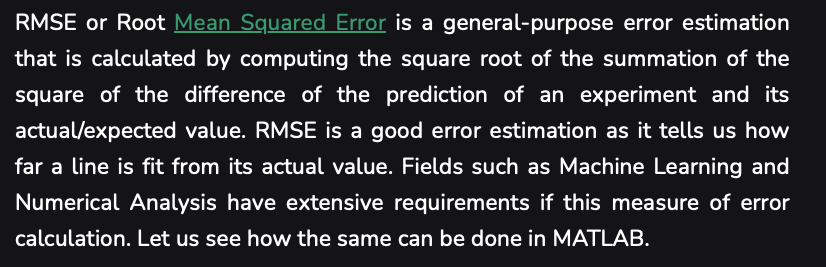 RMSE or Root Mean Squared Error is a general-purpose error estimation
that is calculated by computing the square root of the summation of the
square of the difference of the prediction of an experiment and its
actual/expected value. RMSE is a good error estimation as it tells us how
far a line is fit from its actual value. Fields such as Machine Learning and
Numerical Analysis have extensive requirements if this measure of error
calculation. Let us see how the same can be done in MATLAB.